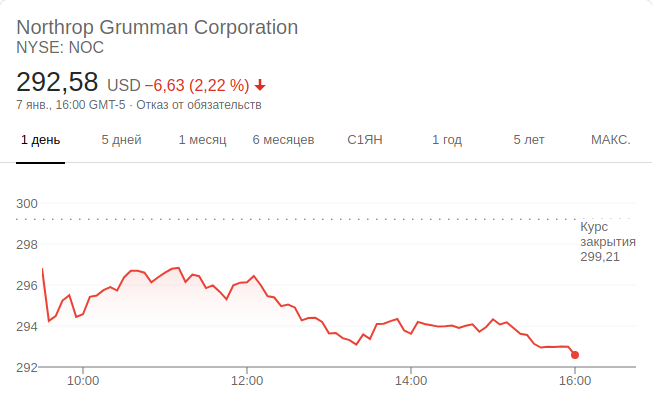 Northrop Grumman Corporation
NYSE: NOC
292,58 USD −6,63 (2,22 %)
7 янв., 16:00 GMT-5 · Отказ от обязательств
1 день 5 дней 1 месяц 6 месяцев С1ЯН 1 год 5 лет МАКС.
300
Курс
298
закрытия
299,21
296
294
292
10:00 12:00 14:00 16:00